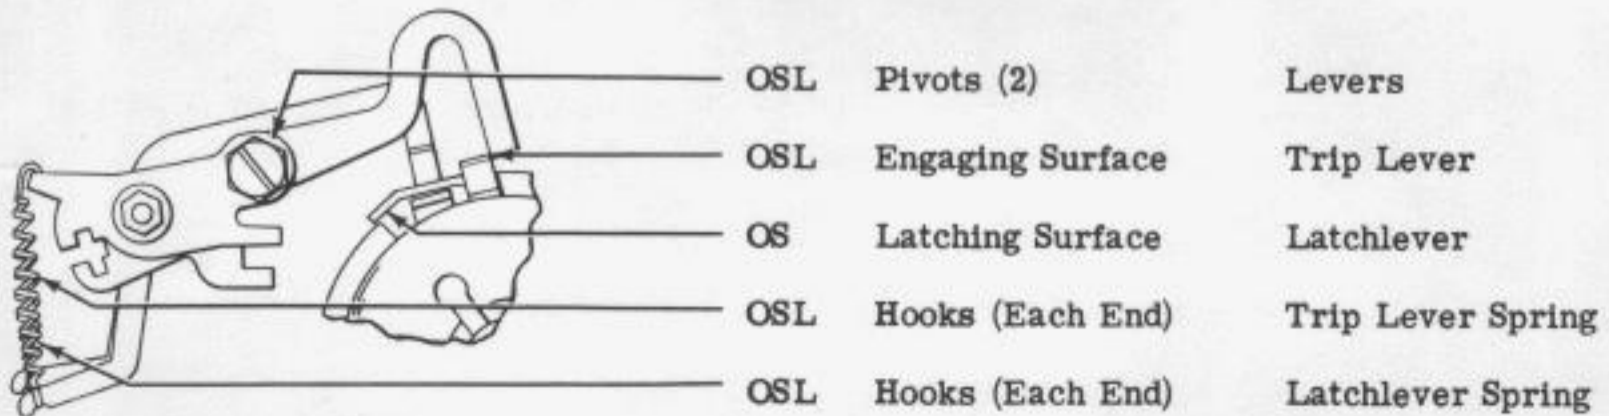 OSL Pivots (2) Levers
OSL Engaging Surface Trip Lever
OS Latching Surface Latchlever
OSL Hooks (Each End) Trip Lever Spring
OSL Hooks (Each End) Latchlever Spring